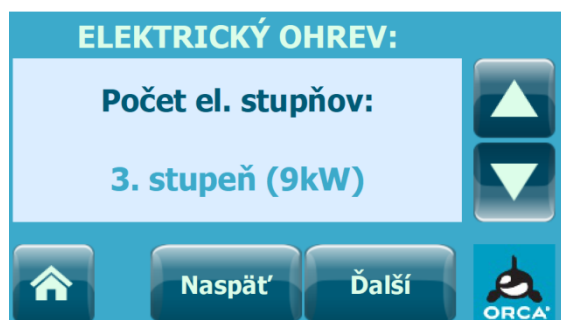 ELEKTRICKÝ OHREV:
Počet el. stupňov:
3. stupeň (9kW)
Naspäť
Ďalší
ORCA®